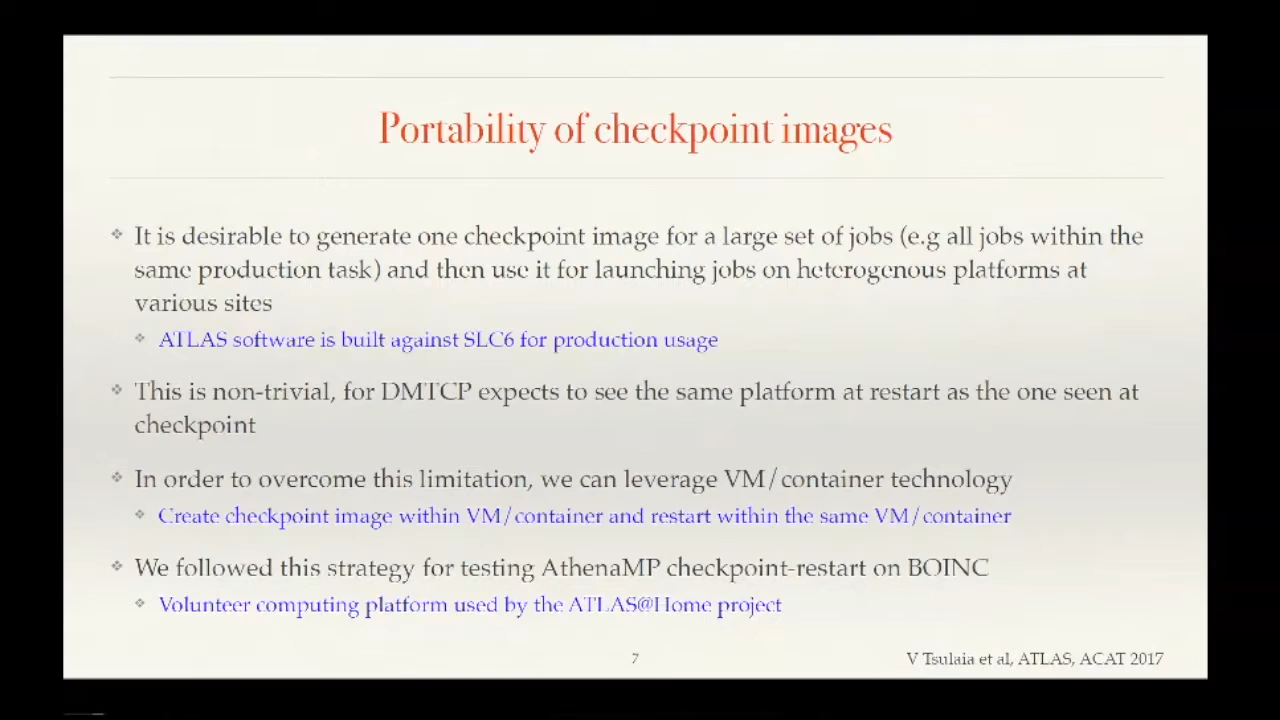 Portability of checkpoint images
❖ It is desirable to generate one checkpoint image for a large set of jobs (e.g all jobs within the
same production task) and then use it for launching jobs on heterogenous platforms at
various sites
❖ ATLAS software is built against SLC6 for production usage
❖ This is non-trivial, for DMTCP expects to see the same platform at restart as the one seen at
checkpoint
❖ In order to overcome this limitation, we can leverage VM/container technology
❖ Create checkpoint image within VM/container and restart within the same VM/container
❖ We followed this strategy for testing AthenaMP checkpoint-restart on BOINC
❖ Volunteer computing platform used by the ATLAS@Home project
7
V Tsulaia et al, ATLAS, ACAT 2017